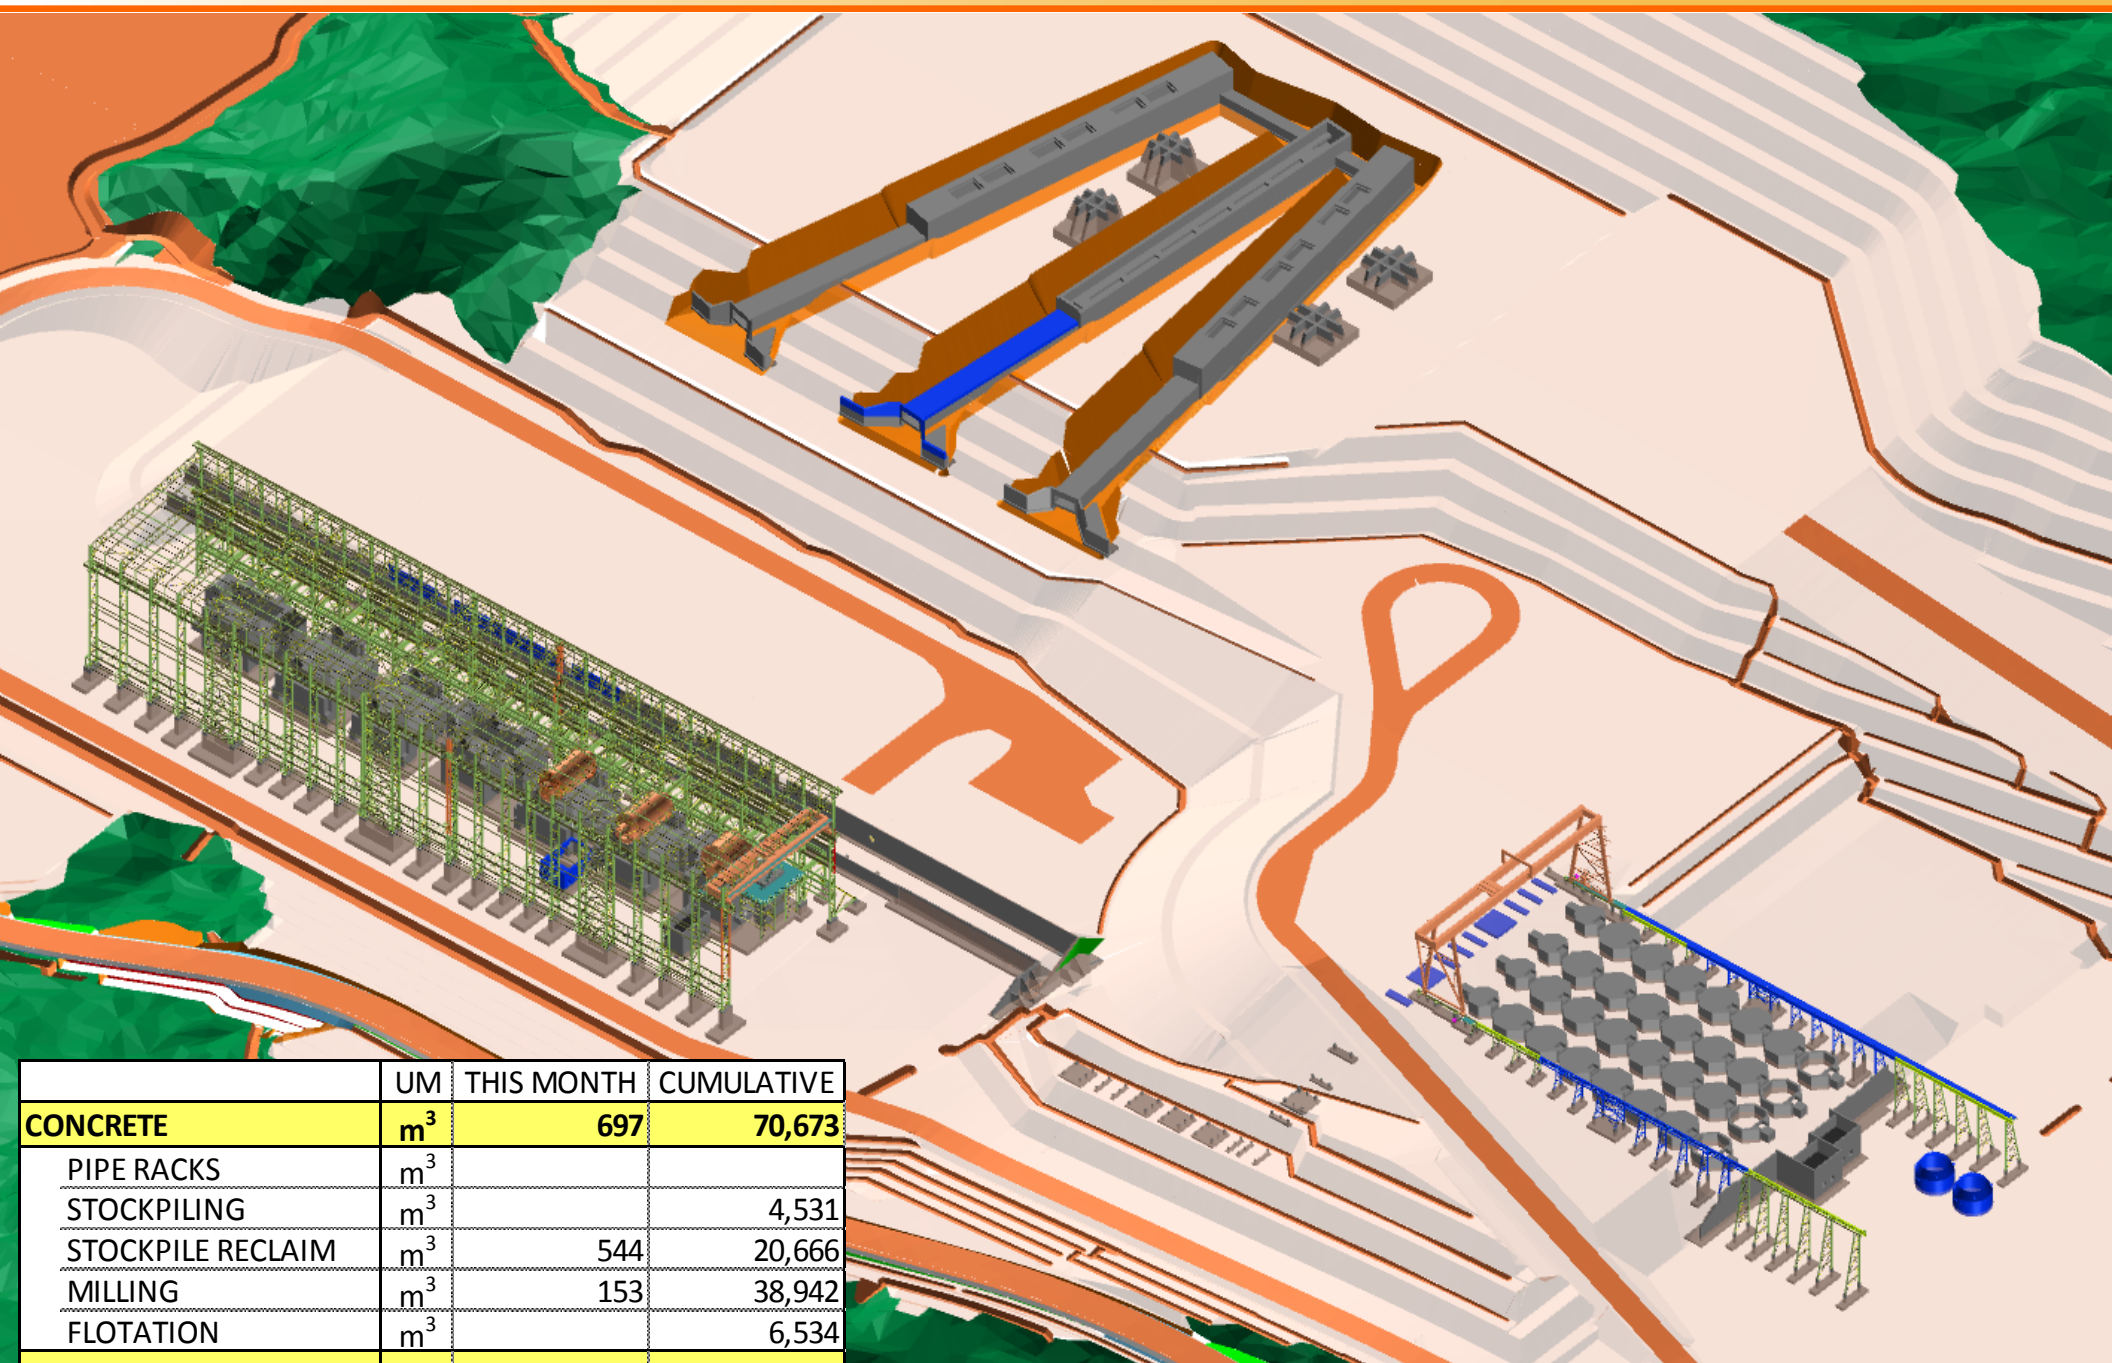 UM THIS MONTH CUMULATIVE
CONCRETE m³ 697 70,673
PIPE RACKS m³
STOCKPILING m³ 4,531
STOCKPILE RECLAIM m³ 544 20,666
MILLING m³ 153 38,942
FLOTATION m³ 6,534